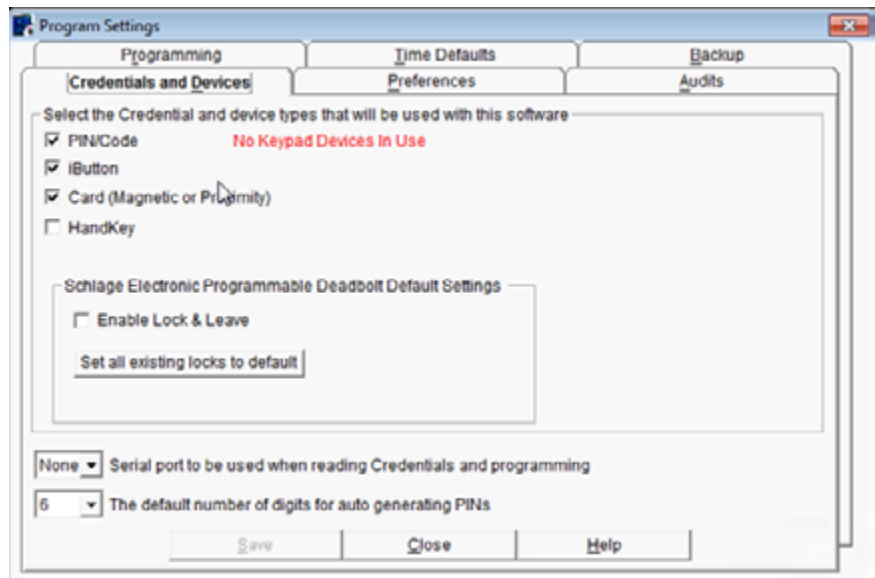 Program Settings
Programming Time Defaults Backup
Credentials and Devices Preferences Audits
Select the Credential and device types that will be used with this software
PIN/Code No Keypad Devices In Use
iButton
Card (Magnetic or Proximity)
HandKey
Schlage Electronic Programmable Deadbolt Default Settings
Enable Lock & Leave
Set all existing locks to default
None Serial port to be used when reading Credentials and programming
6 The default number of digits for auto generating PINs
Save Close Help